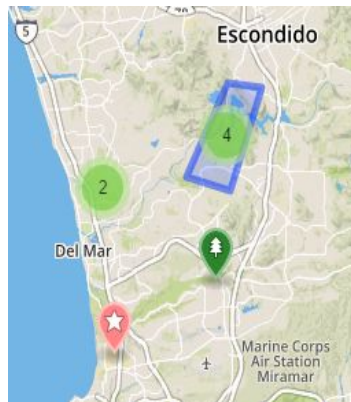 5
Escondido
4
2
Del Mar
Marine Corps
Air Station
Miramar